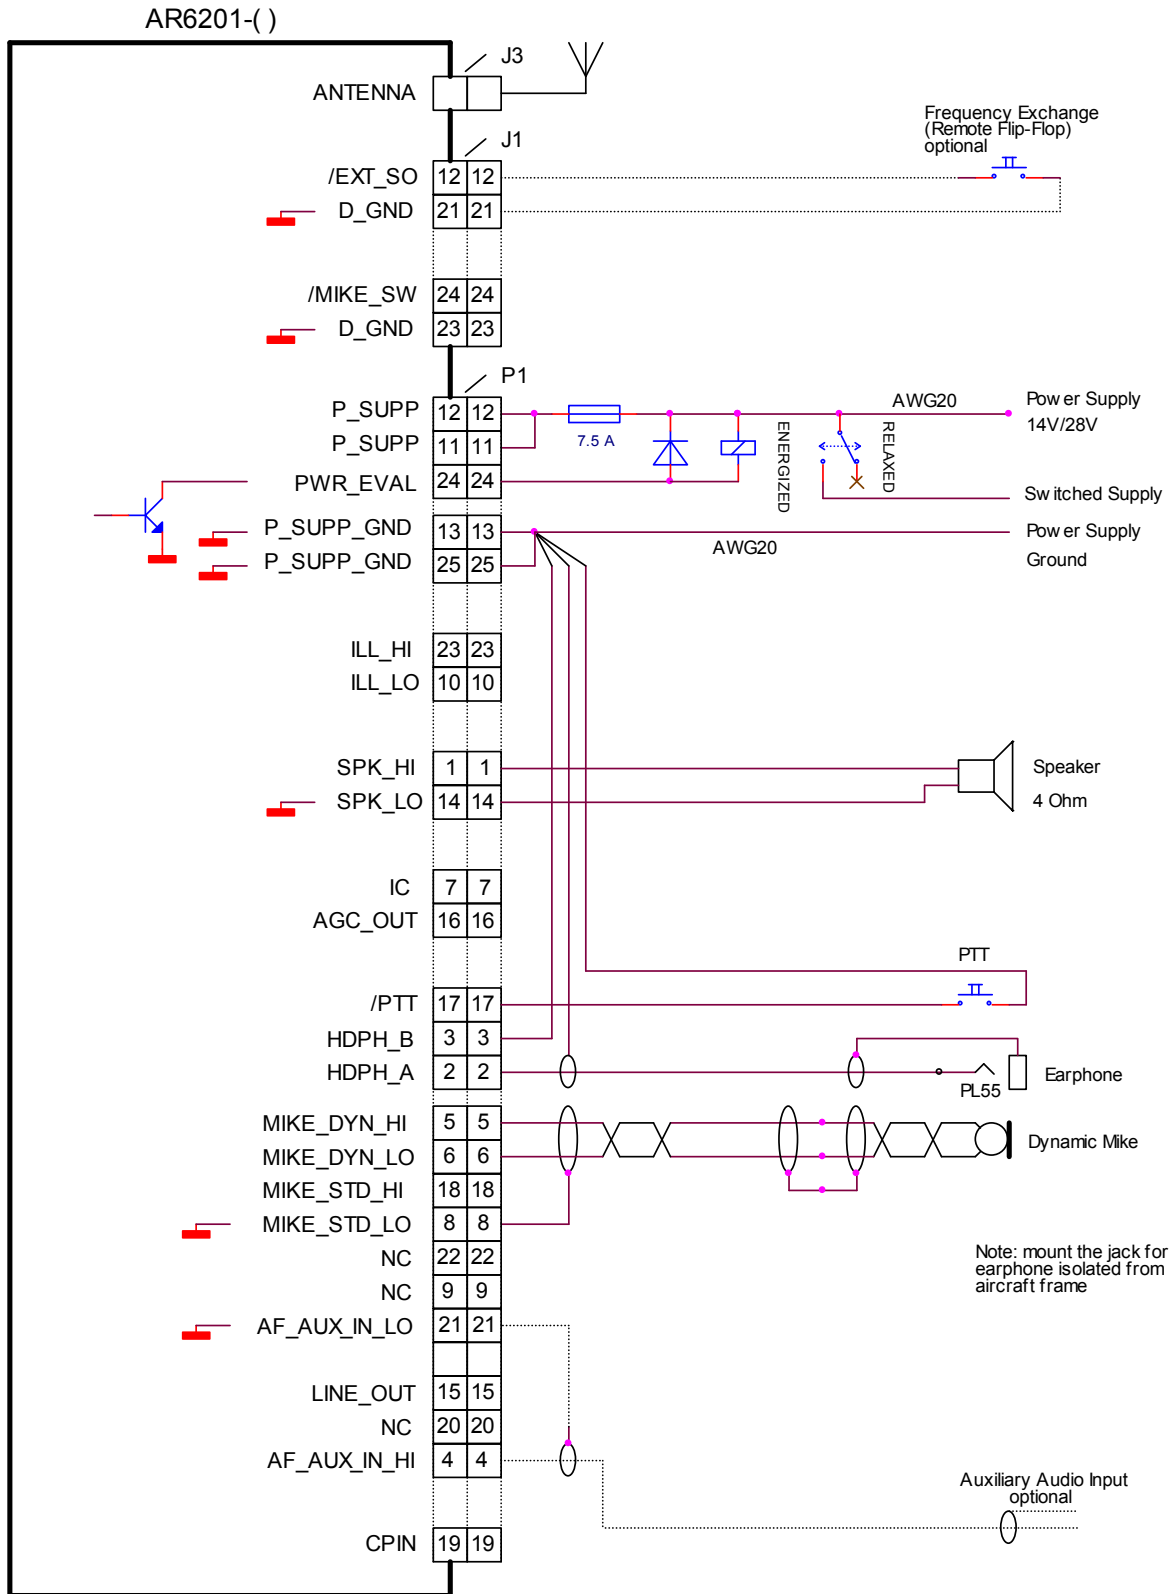 AR6201-( )
J3
ANTENNA
Frequency Exchange
(Remote Flip-Flop)
optional
J1
/EXT_SO 12 12
D_GND 21 21
/MIKE_SW 24 24
D_GND 23 23
P1
P_SUPP 12 12
7.5 A
AWG20
Power Supply
14V/28V
P_SUPP 11 11
ENERGIZED
RELAXED
PWR_EVAL 24 24
Switched Supply
P_SUPP_GND 13 13
AWG20
Power Supply
Ground
P_SUPP_GND 25 25
ILL_HI 23 23
ILL_LO 10 10
SPK_HI 1 1
Speaker
4 Ohm
SPK_LO 14 14
IC 7 7
AGC_OUT 16 16
PTT
/PTT 17 17
HDPH_B 3 3
HDPH_A 2 2
PL55
Earphone
MIKE_DYN_HI 5 5
Dynamic Mike
MIKE_DYN_LO 6 6
MIKE_STD_HI 18 18
MIKE_STD_LO 8 8
NC 22 22
Note: mount the jack for
earphone isolated from
aircraft frame
NC 9 9
AF_AUX_IN_LO 21 21
LINE_OUT 15 15
NC 20 20
AF_AUX_IN_HI 4 4
Auxiliary Audio Input
optional
CPIN 19 19